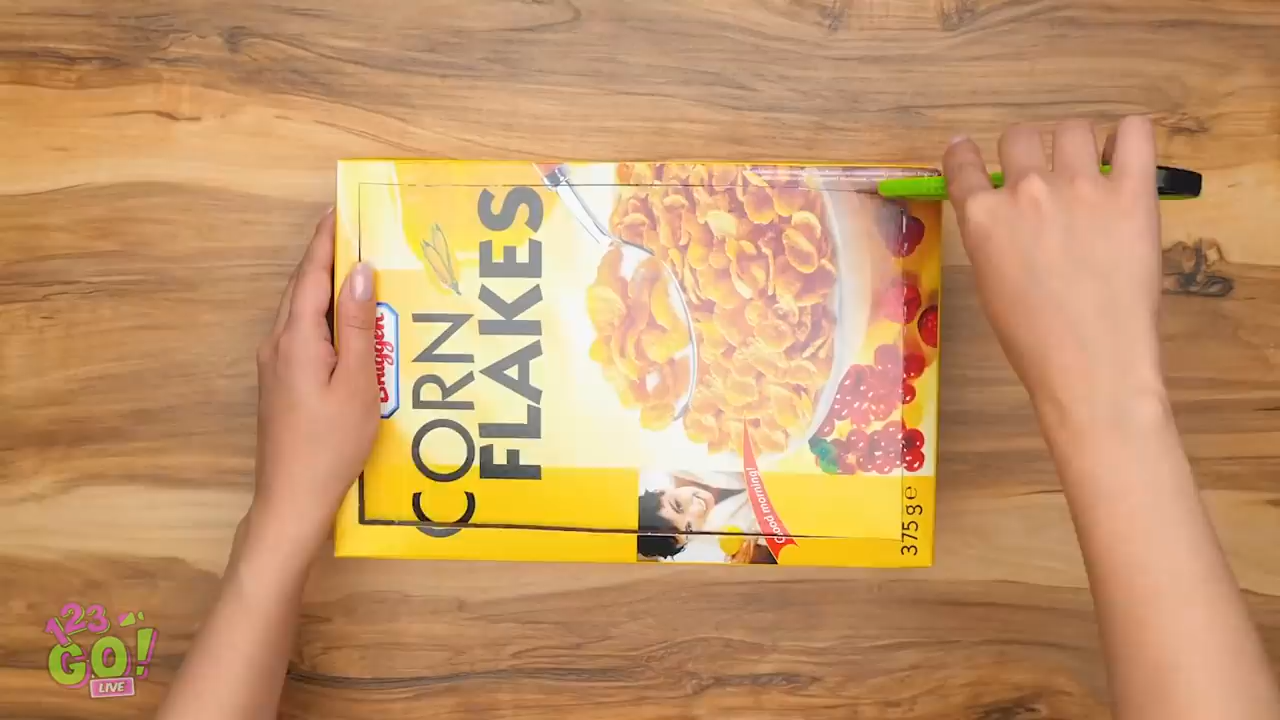 CORN
FLAKES
Brüggen
Good morning!
375 g e
123
GO!
LIVE